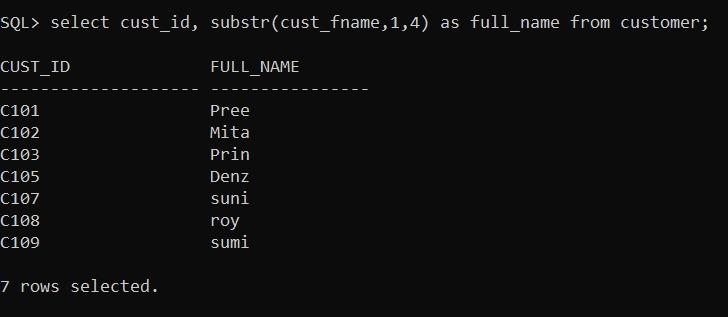 SQL> select cust_id, substr(cust_fname,1,4) as full_name from customer;
CUST_ID              FULL_NAME
-------------------- ----------------
C101                 Pree
C102                 Mita
C103                 Prin
C105                 Denz
C107                 suni
C108                 roy
C109                 sumi
7 rows selected.